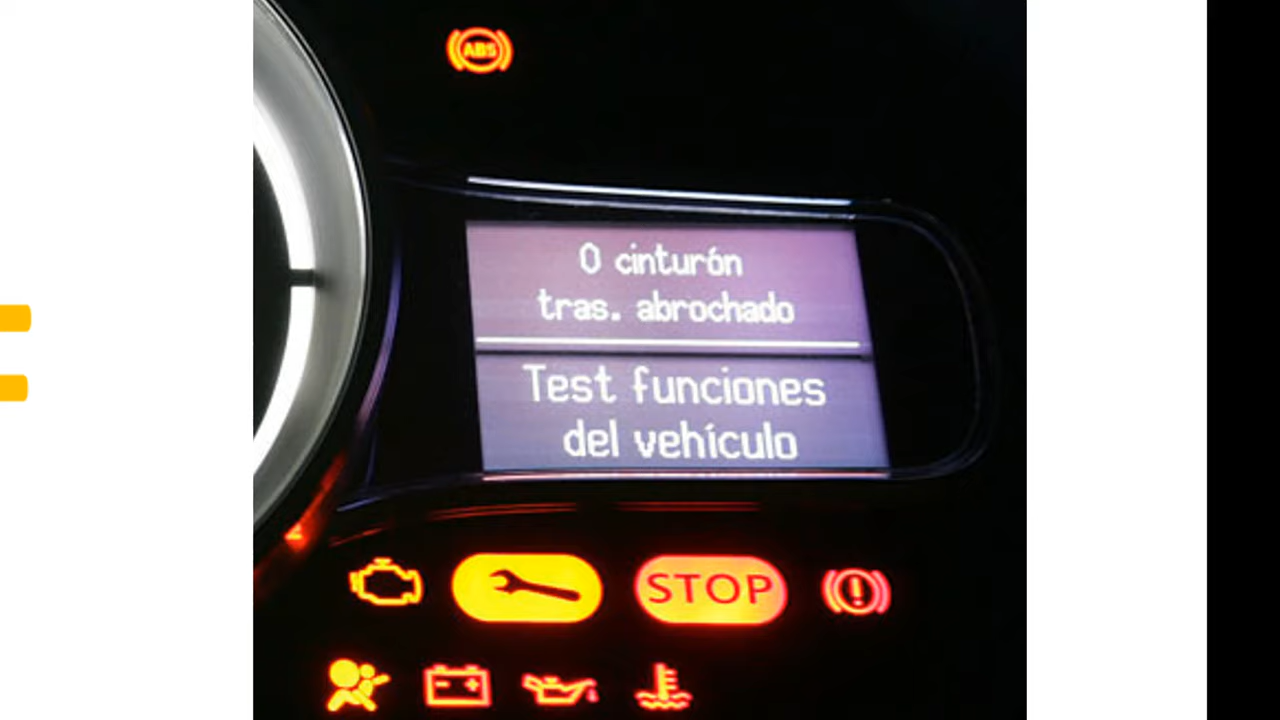 ABS
0 cinturón
tras. abrochado
Test funciones
del vehículo
STOP